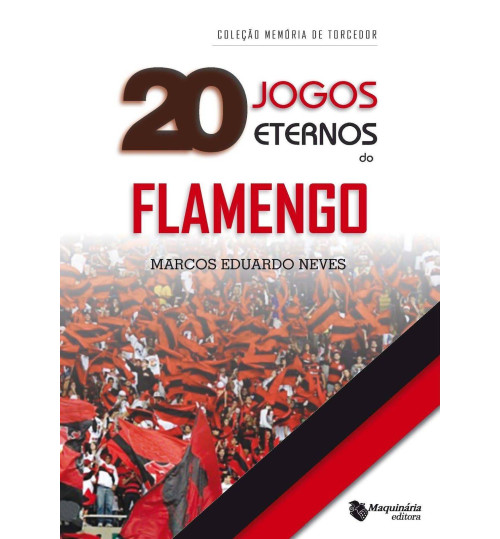 COLEÇÃO MEMÓRIA DE TORCEDOR
20 JOGOS
ETERNOS
do
FLAMENGO
MARCOS EDUARDO NEVES
Maquinária
editora